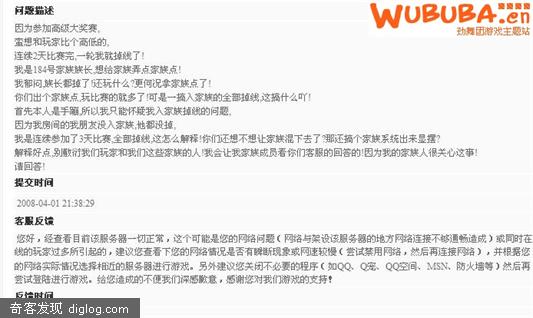 问题描述
WUBUBA.cn
劲舞团游戏主题站
因为参加高级大奖赛,
蛮想和玩家比个高低的,
连续2天比赛完,一轮我就掉线了!
我是184号家族族长,想给家族弄点家族点!
我郁闷,族长都掉了!还玩什么?更何况拿家族点了!
你们出个家族点,玩比赛的就多了!可是一搞入家族的全部掉线,这搞什么吖!
首先本人是手蹦,所以我只能怀疑我入家族掉线的问题,
因为我房间的我朋友没入家族,他都没掉,
我是连续参加了3天比赛,全部掉线,这怎么解释!你们还想不想让家族混下去了?那还搞个家族系统出来显摆?
解释好点,别敷衍我们玩家和我们这些家族的人!我会让我家族成员看你们客服的回答的!因为我的家族人很关心这事!
请回答!
提交时间
2008-04-01 21:38:29
客服反馈
您好,经查看目前该服务器一切正常,这个可能是您的网络问题(网络与架设该服务器的地方网络连接不够通畅造成)或同时在
线的玩家过多所引起的,建议您查看下您的网络情况是否有瞬断现象或网速较慢(尝试禁用网络,然后再连接网络),并根据您
的网络实际情况选择相近的服务器进行游戏。另外建议您关闭不必要的程序(如QQ、Q宠、QQ空间、MSN、防火墙等)然后再
尝试登陆进行游戏。给您造成的不便我们深感歉意,感谢您对我们游戏的支持!
反馈时间
奇客发现 diglog.com